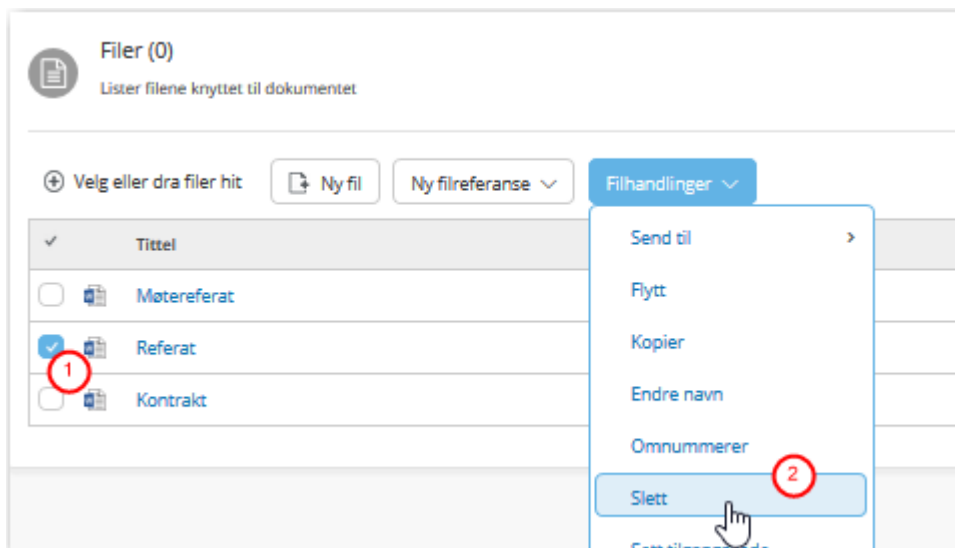 Filer (0)
Lister filene knyttet til dokumentet
Velg eller dra filer hit
Ny fil
Ny filreferanse
Filhandlinger
Tittel
Møtereferat
Referat
Kontrakt
1
Send til
Flytt
Kopier
Endre navn
Omnummerer
2
Slett